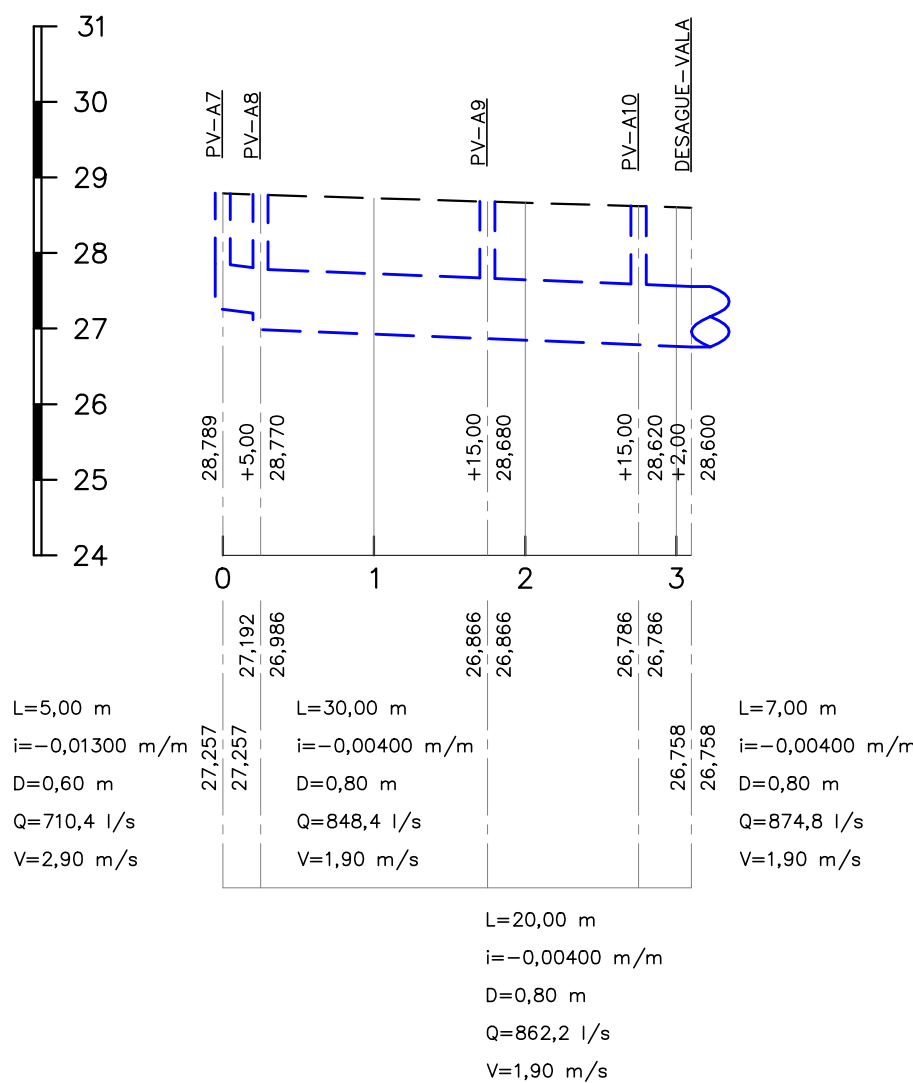 31
30
29
28
27
26
25
24
PV-A7
PV-A8
PV-A9
PV-A10
DESAGUE-VALA
28,789
+5,00
28,770
+15,00
28,680
+15,00
28,620
+2,00
28,600
0
1
2
3
27,257
27,257
27,192
26,986
26,866
26,866
26,786
26,786
26,758
26,758
L=5,00 m
i=-0,01300 m/m
D=0,60 m
Q=710,4 l/s
V=2,90 m/s
L=30,00 m
i=-0,00400 m/m
D=0,80 m
Q=848,4 l/s
V=1,90 m/s
L=7,00 m
i=-0,00400 m/m
D=0,80 m
Q=874,8 l/s
V=1,90 m/s
L=20,00 m
i=-0,00400 m/m
D=0,80 m
Q=862,2 l/s
V=1,90 m/s